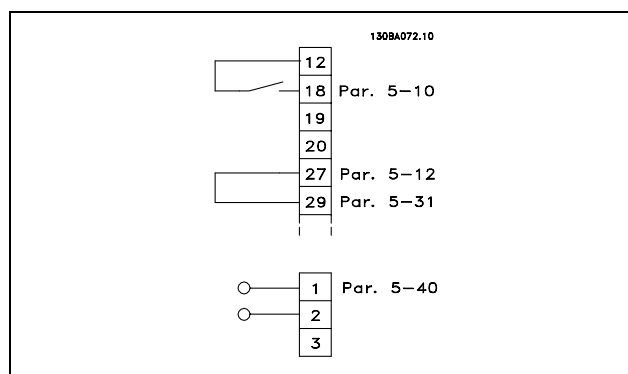 130BA072.10
12
18 Par. 5-10
19
20
27 Par. 5-12
29 Par. 5-31
1 Par. 5-40
2
3